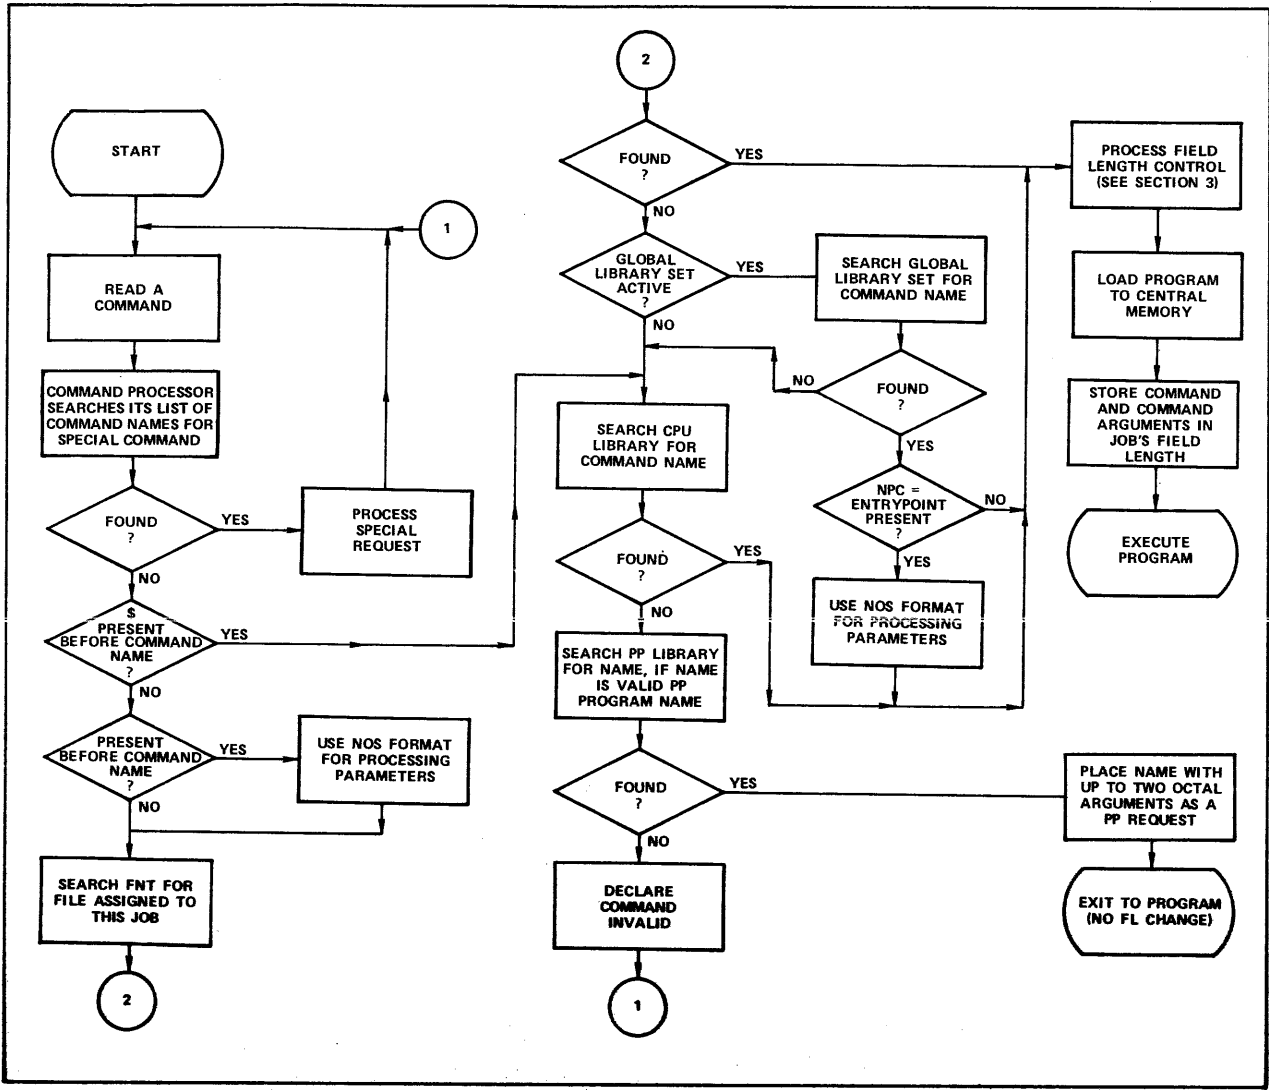 START
1
READ A
COMMAND
COMMAND PROCESSOR
SEARCHES ITS LIST OF
COMMAND NAMES FOR
SPECIAL COMMAND
FOUND
?
YES
PROCESS
SPECIAL
REQUEST
NO
$
PRESENT
BEFORE COMMAND
NAME
?
YES
NO
PRESENT
BEFORE COMMAND
NAME
?
YES
USE NOS FORMAT
FOR PROCESSING
PARAMETERS
NO
SEARCH FNT FOR
FILE ASSIGNED TO
THIS JOB
2
2
FOUND
?
YES
NO
GLOBAL
LIBRARY SET
ACTIVE
?
YES
SEARCH GLOBAL
LIBRARY SET FOR
COMMAND NAME
NO
FOUND
?
NO
YES
NPC =
ENTRYPOINT
PRESENT
?
NO
YES
USE NOS FORMAT
FOR PROCESSING
PARAMETERS
SEARCH CPU
LIBRARY FOR
COMMAND NAME
FOUND
?
YES
NO
SEARCH PP LIBRARY
FOR NAME, IF NAME
IS VALID PP
PROGRAM NAME
FOUND
?
YES
NO
DECLARE
COMMAND
INVALID
1
PROCESS FIELD
LENGTH CONTROL
(SEE SECTION 3)
LOAD PROGRAM
TO CENTRAL
MEMORY
STORE COMMAND
AND COMMAND
ARGUMENTS IN
JOB'S FIELD
LENGTH
EXECUTE
PROGRAM
PLACE NAME WITH
UP TO TWO OCTAL
ARGUMENTS AS A
PP REQUEST
EXIT TO PROGRAM
(NO FL CHANGE)